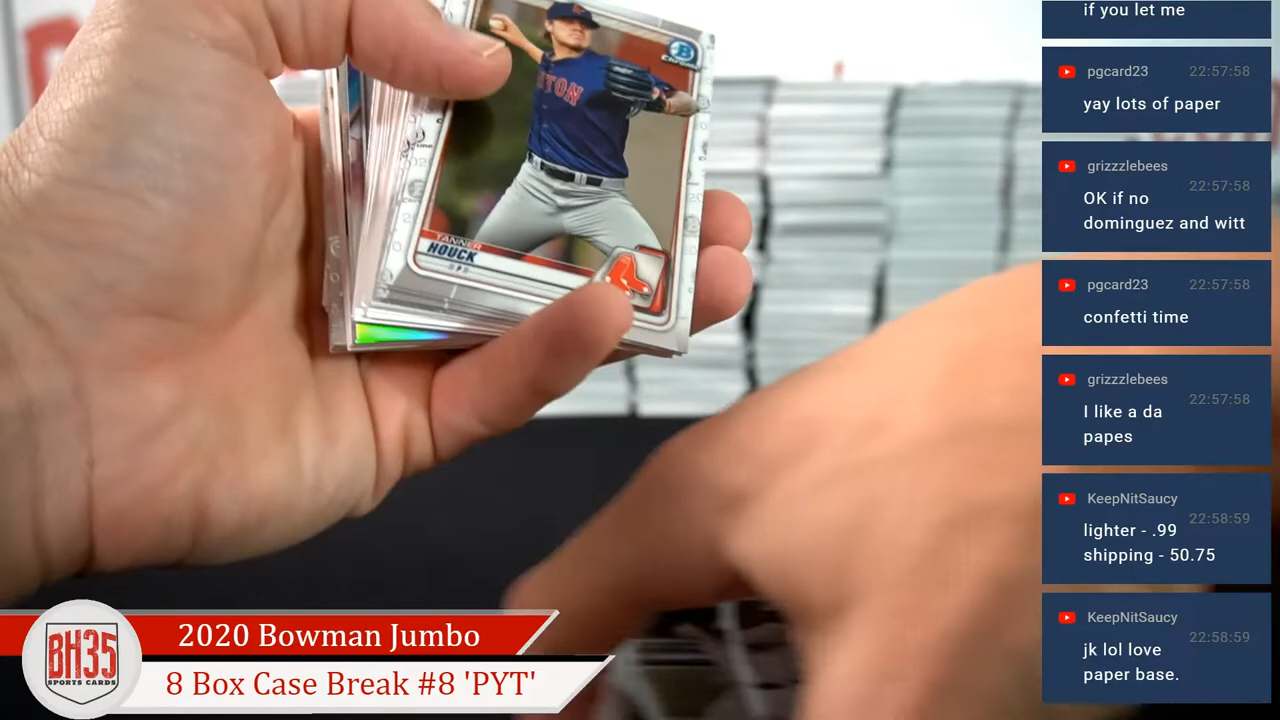 B
CHROME
BOSTON
TANNER
HOUCK
BH35
SPORTS CARDS
2020 Bowman Jumbo
8 Box Case Break #8 'PYT'
if you let me
pgcard23 22:57:58
yay lots of paper
grizzzlebees 22:57:58
OK if no
dominguez and witt
pgcard23 22:57:58
confetti time
grizzzlebees 22:57:58
I like a da
papes
KeepNitSaucy 22:58:59
lighter - .99
shipping - 50.75
KeepNitSaucy 22:58:59
jk lol love
paper base.